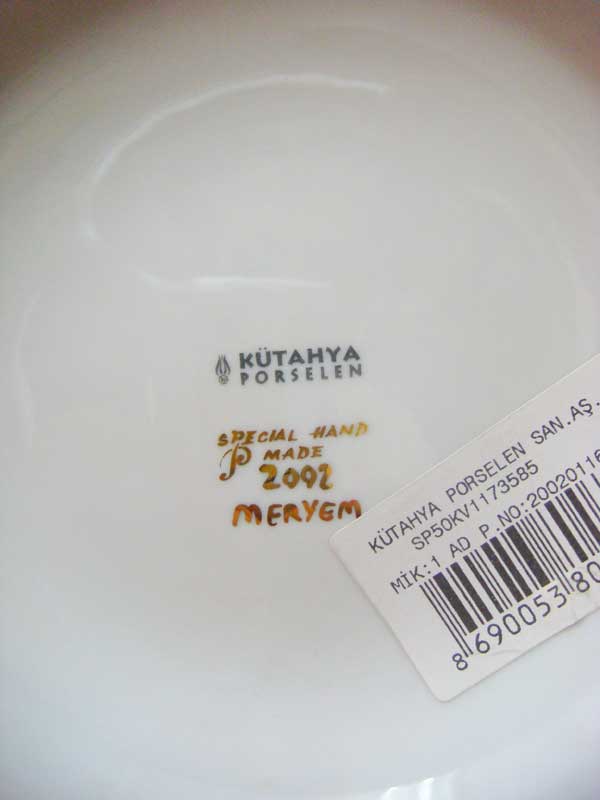 KÜTAHYA
PORSELEN
SPECIAL HAND
MADE
2002
MERYEM
KÜTAHYA PORSELEN SAN.AŞ.
SP50KV1173585
MİK:1 AD P.NO:20020116
8 690053 80